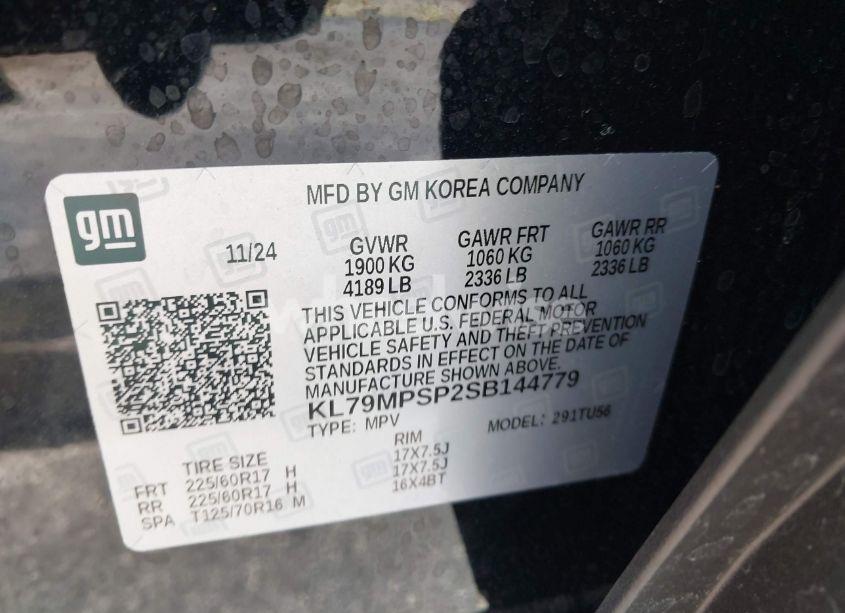 gm
MFD BY GM KOREA COMPANY
11/24
GVWR
1900 KG
4189 LB
GAWR FRT
1060 KG
2336 LB
GAWR RR
1060 KG
2336 LB
THIS VEHICLE CONFORMS TO ALL
APPLICABLE U.S. FEDERAL MOTOR
VEHICLE SAFETY AND THEFT PREVENTION
STANDARDS IN EFFECT ON THE DATE OF
MANUFACTURE SHOWN ABOVE.
KL79MPSP2SB144779
TYPE: MPV
MODEL: 291TU56
TIRE SIZE
RIM
FRT 225/60R17 H 17X7.5J
RR 225/60R17 H 17X7.5J
SPA T125/70R16 M 16X4BT